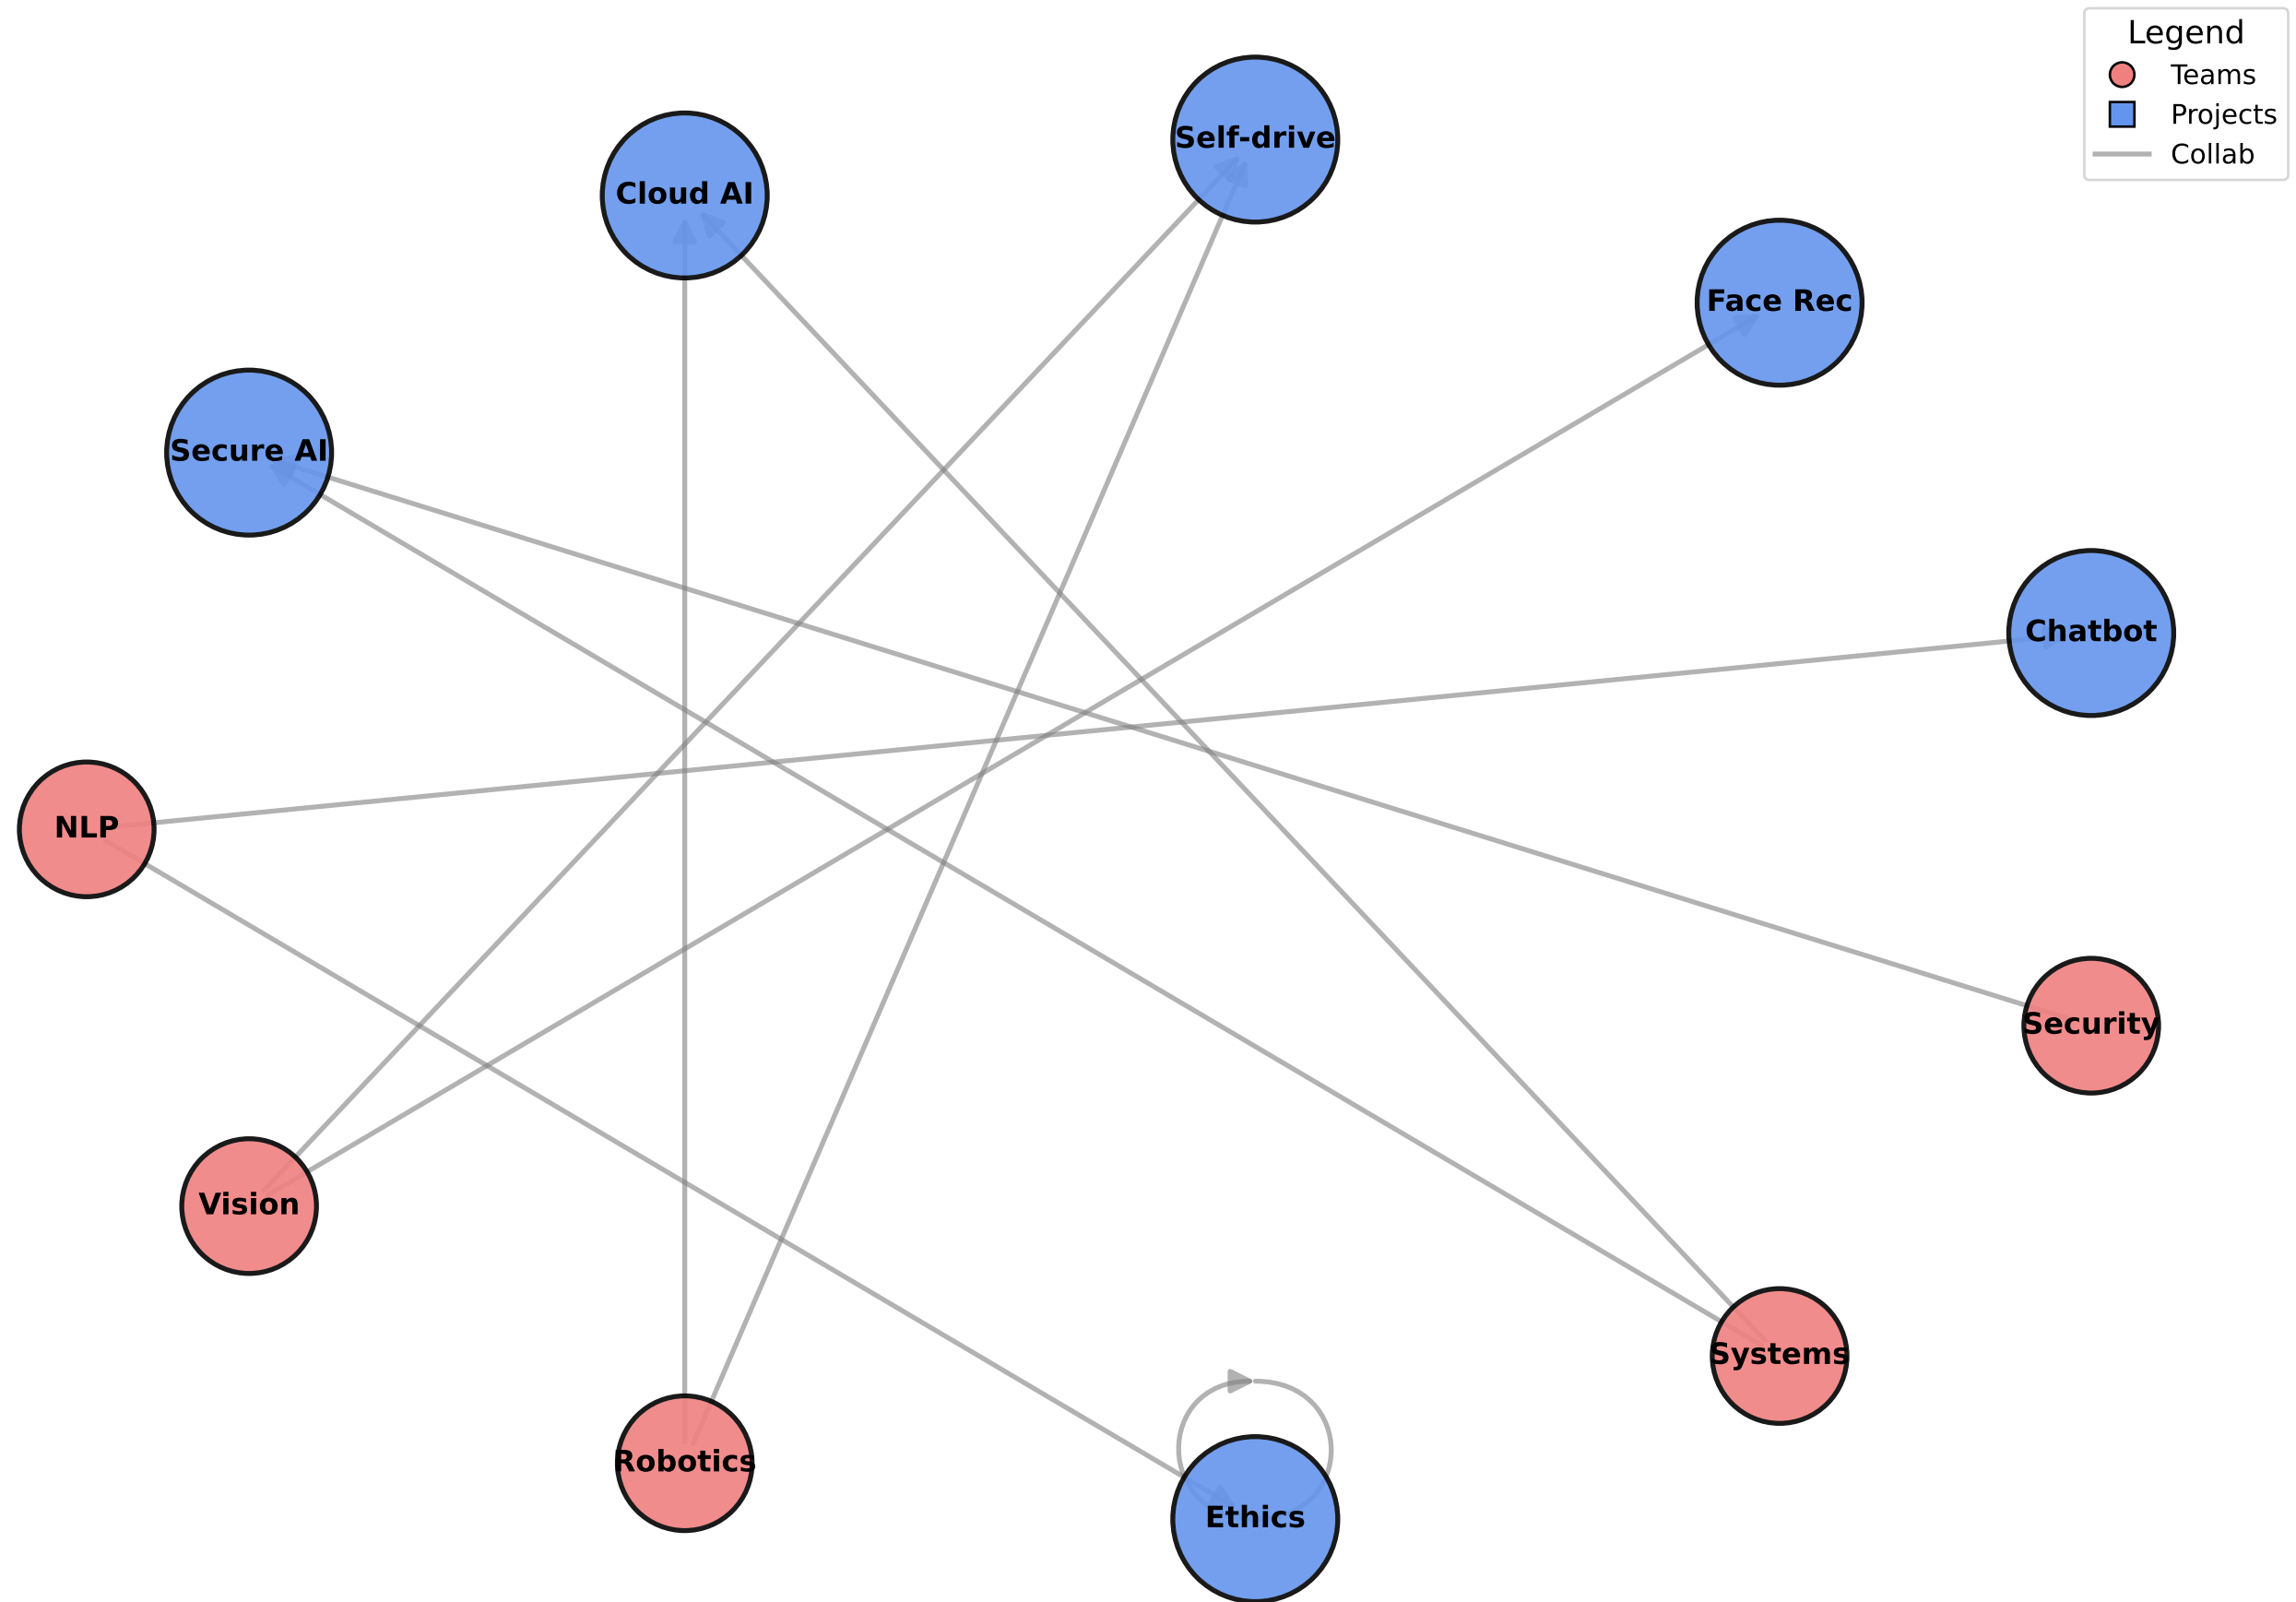 Legend
Teams
Projects
Collab
Self-drive
Cloud AI
Face Rec
Secure AI
Chatbot
NLP
Security
Vision
Systems
Robotics
Ethics